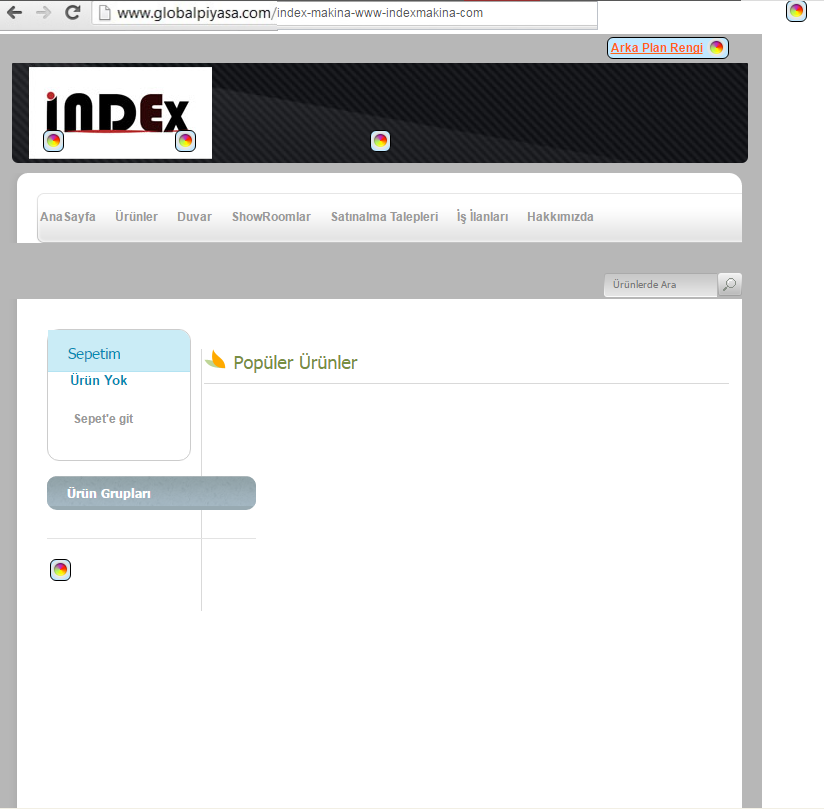 www.globalpiyasa.com/index-makina-www-indexmakina-com
Arka Plan Rengi
iNDEx
AnaSayfa Ürünler Duvar ShowRoomlar Satınalma Talepleri İş İlanları Hakkımızda
Ürünlerde Ara
Sepetim
Ürün Yok
Sepet'e git
Popüler Ürünler
Ürün Grupları